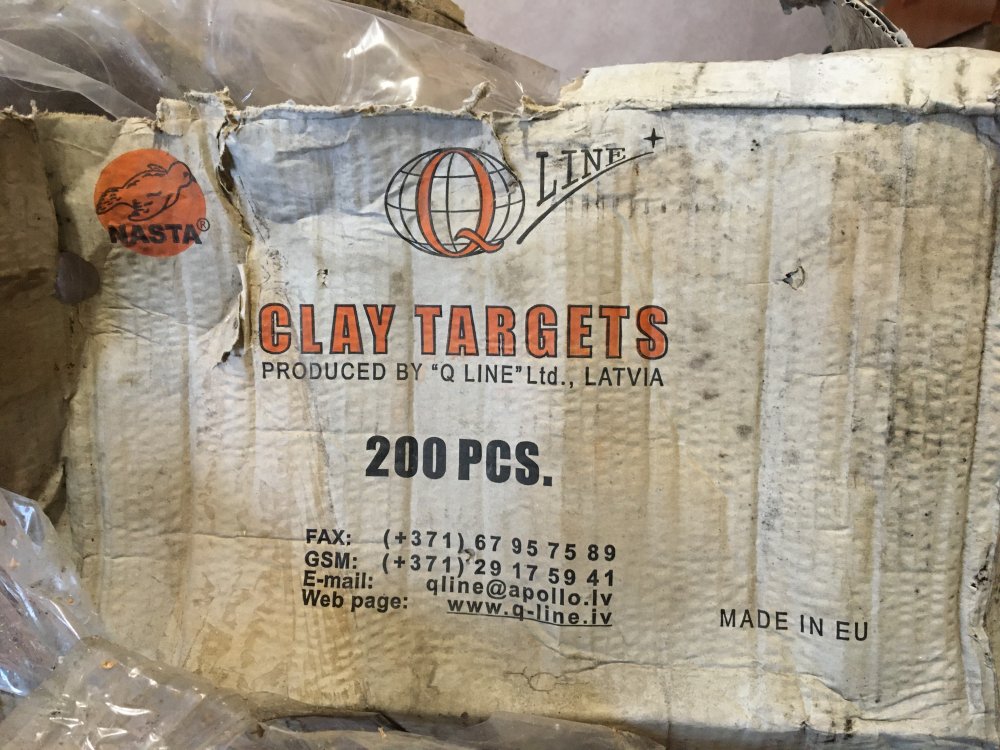 NASTA®
Q LINE
CLAY TARGETS
PRODUCED BY "Q LINE" Ltd., LATVIA
200 PCS.
FAX: (+371) 67 95 75 89
GSM: (+371) 29 17 59 41
E-mail: qline@apollo.lv
Web page: www.q-line.iv
MADE IN EU